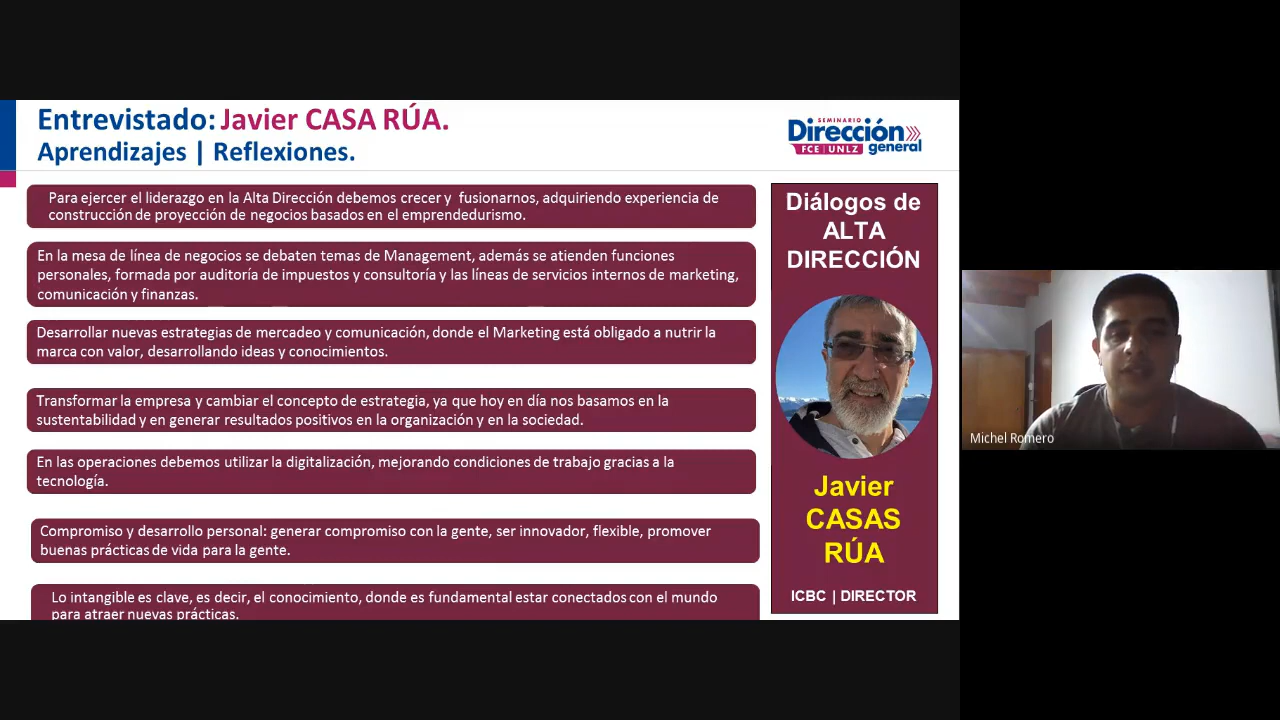 Entrevistado: Javier CASA RÚA.
Aprendizajes | Reflexiones.
SEMINARIO
Dirección
FCE | UNLZ general
Para ejercer el liderazgo en la Alta Dirección debemos crecer y fusionarnos, adquiriendo experiencia de
construcción de proyección de negocios basados en el emprendedurismo.
En la mesa de línea de negocios se debaten temas de Management, además se atienden funciones
personales, formada por auditoría de impuestos y consultoría y las líneas de servicios internos de marketing,
comunicación y finanzas.
Desarrollar nuevas estrategias de mercadeo y comunicación, donde el Marketing está obligado a nutrir la
marca con valor, desarrollando ideas y conocimientos.
Transformar la empresa y cambiar el concepto de estrategia, ya que hoy en día nos basamos en la
sustentabilidad y en generar resultados positivos en la organización y en la sociedad.
En las operaciones debemos utilizar la digitalización, mejorando condiciones de trabajo gracias a la
tecnología.
Compromiso y desarrollo personal: generar compromiso con la gente, ser innovador, flexible, promover
buenas prácticas de vida para la gente.
Lo intangible es clave, es decir, el conocimiento, donde es fundamental estar conectados con el mundo
para atraer nuevas prácticas.
Diálogos de
ALTA
DIRECCIÓN
Javier
CASAS
RÚA
ICBC | DIRECTOR
Michel Romero